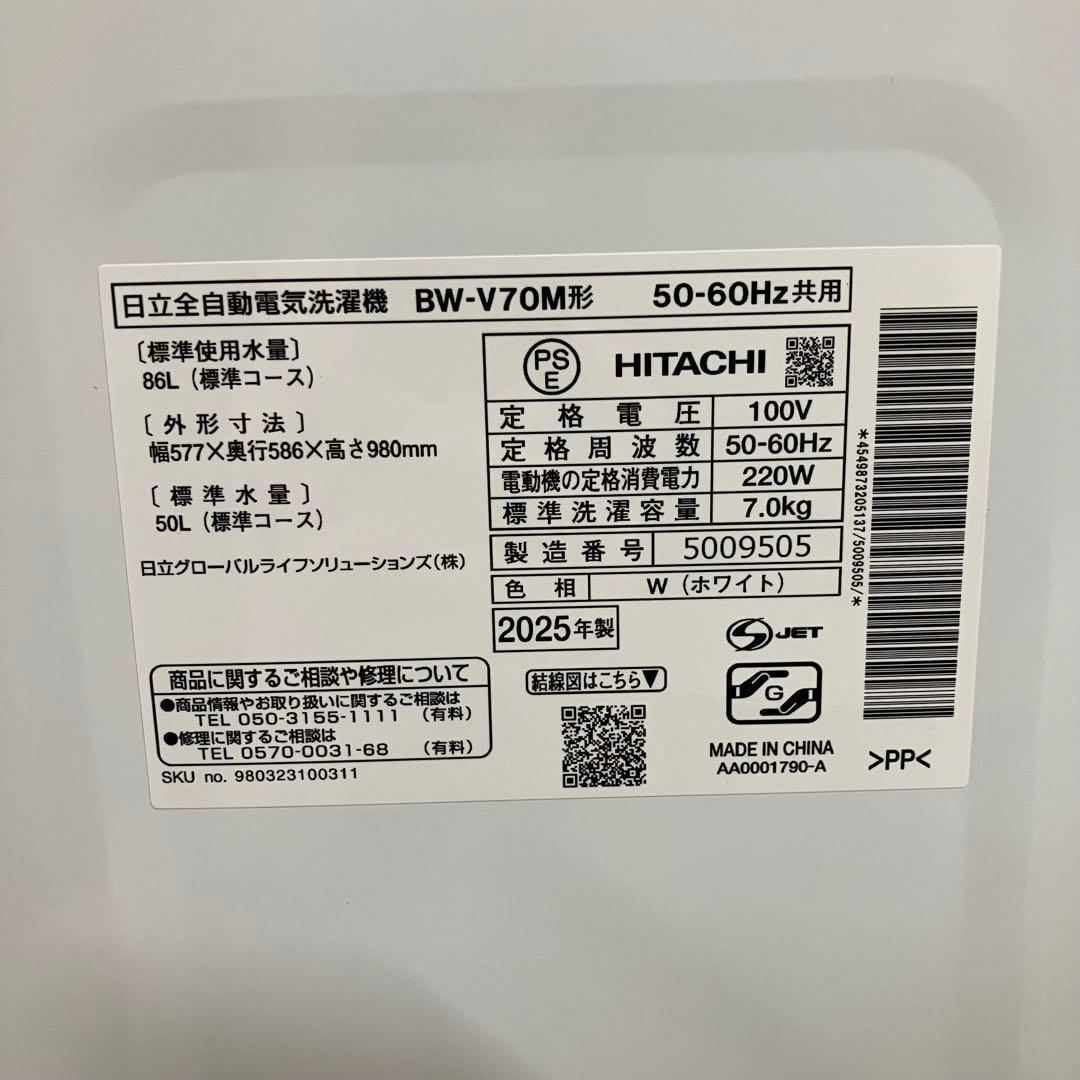 日立全自動電気洗濯機 BW-V70M形 50-60Hz共用
〔標準使用水量〕
86L（標準コース）
〔外形寸法〕
幅577×奥行586×高さ980mm
〔標準水量〕
50L（標準コース）
日立グローバルライフソリューションズ(株)
PS
E
HITACHI
定格電圧 100V
定格周波数 50-60Hz
電動機の定格消費電力 220W
標準洗濯容量 7.0kg
製造番号 5009505
色相 W（ホワイト）
2025年製
JET
結線図はこちら▼
G
MADE IN CHINA
AA0001790-A
>PP<
*4549873205137/5009505/*
商品に関するご相談や修理について
●商品情報やお取り扱いに関するご相談は
TEL 050-3155-1111 （有料）
●修理に関するご相談は
TEL 0570-0031-68 （有料）
SKU no. 980323100311